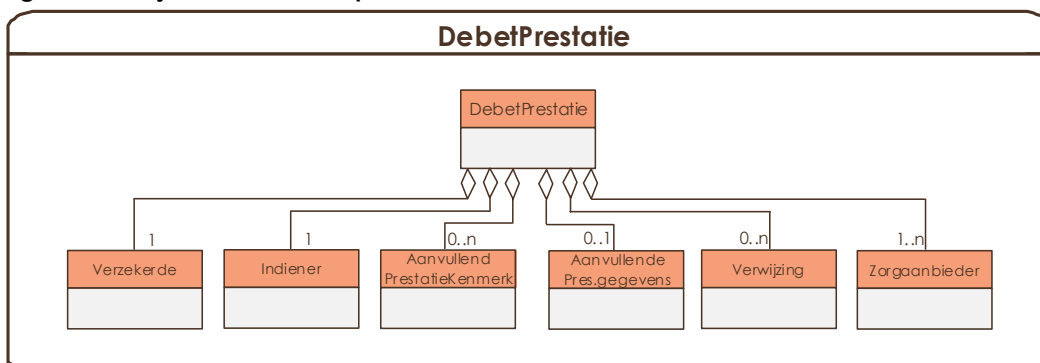 DebetPrestatie
DebetPrestatie
1
1
0..n
0..1
0..n
1..n
Verzekerde
Indiener
Aanvullend
PrestatieKenmerk
Aanvullende
Pres.gegevens
Verwijzing
Zorgaanbieder